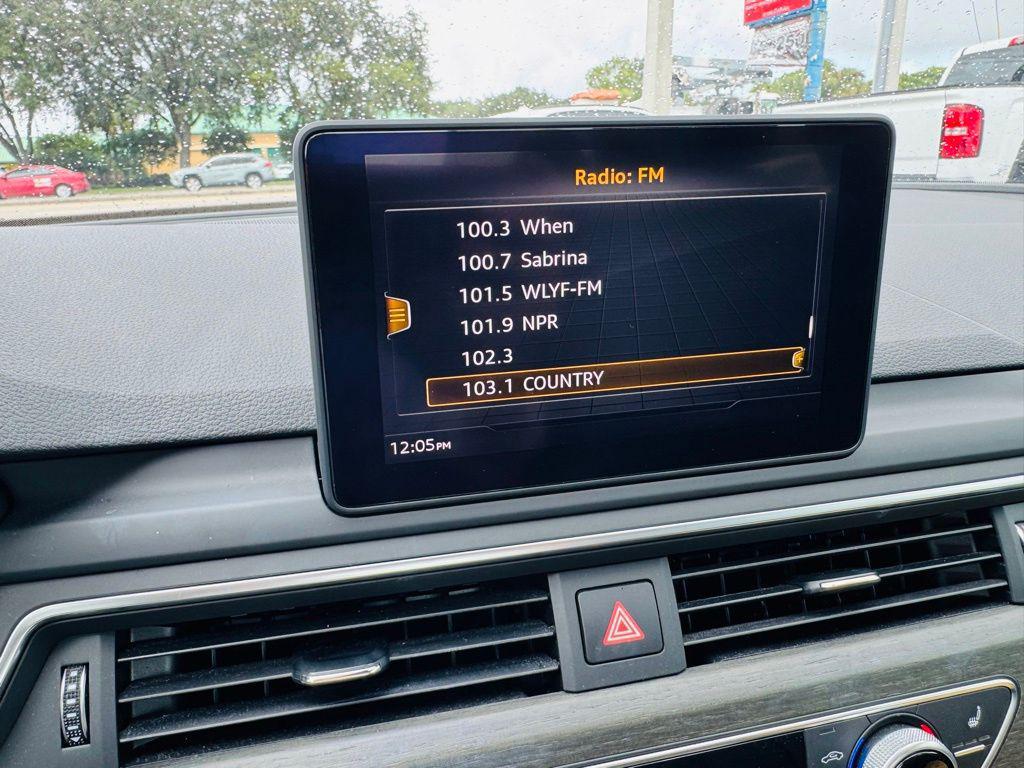 Radio: FM
100.3 When
100.7 Sabrina
101.5 WLYF-FM
101.9 NPR
102.3
103.1 COUNTRY
12:05PM